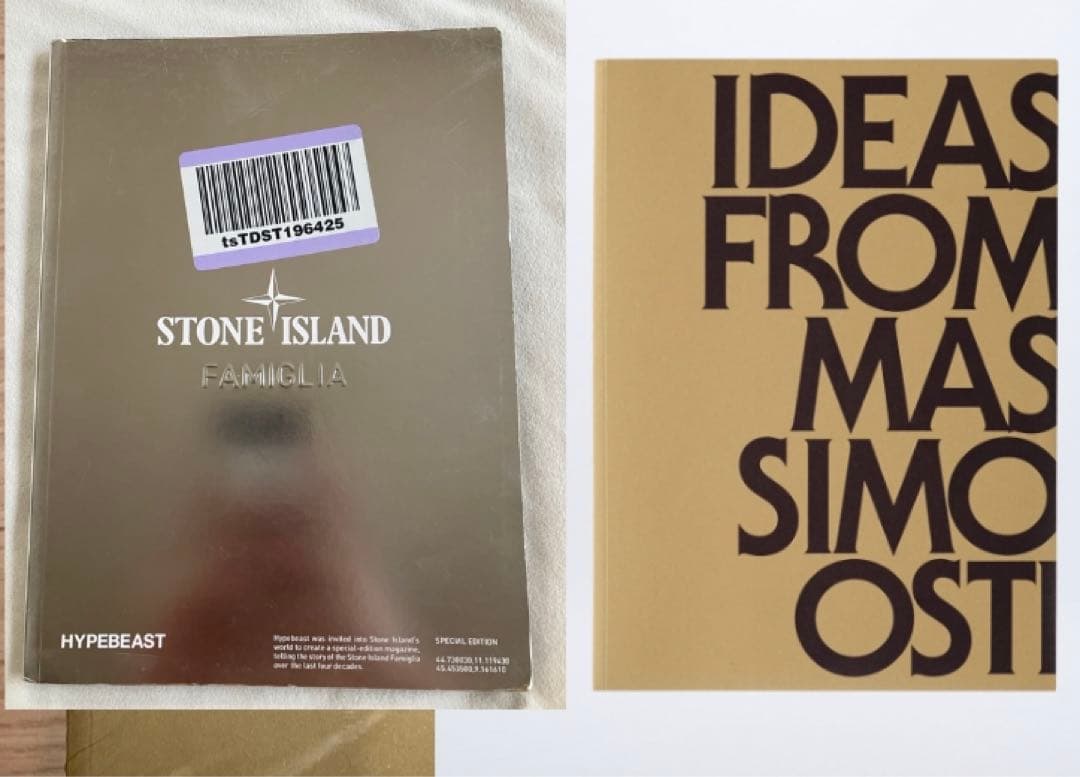 tsTDST196425
STONE ISLAND
FAMIGLIA
HYPEBEAST
Hypebeast was invited into Stone Island's
world to create a special-edition magazine,
telling the story of the Stone Island Famiglia
over the last four decades.
SPECIAL EDITION
44.738030,11.119430
45.453500,9.161610
IDEAS
FROM
MAS
SIMO
OSTI